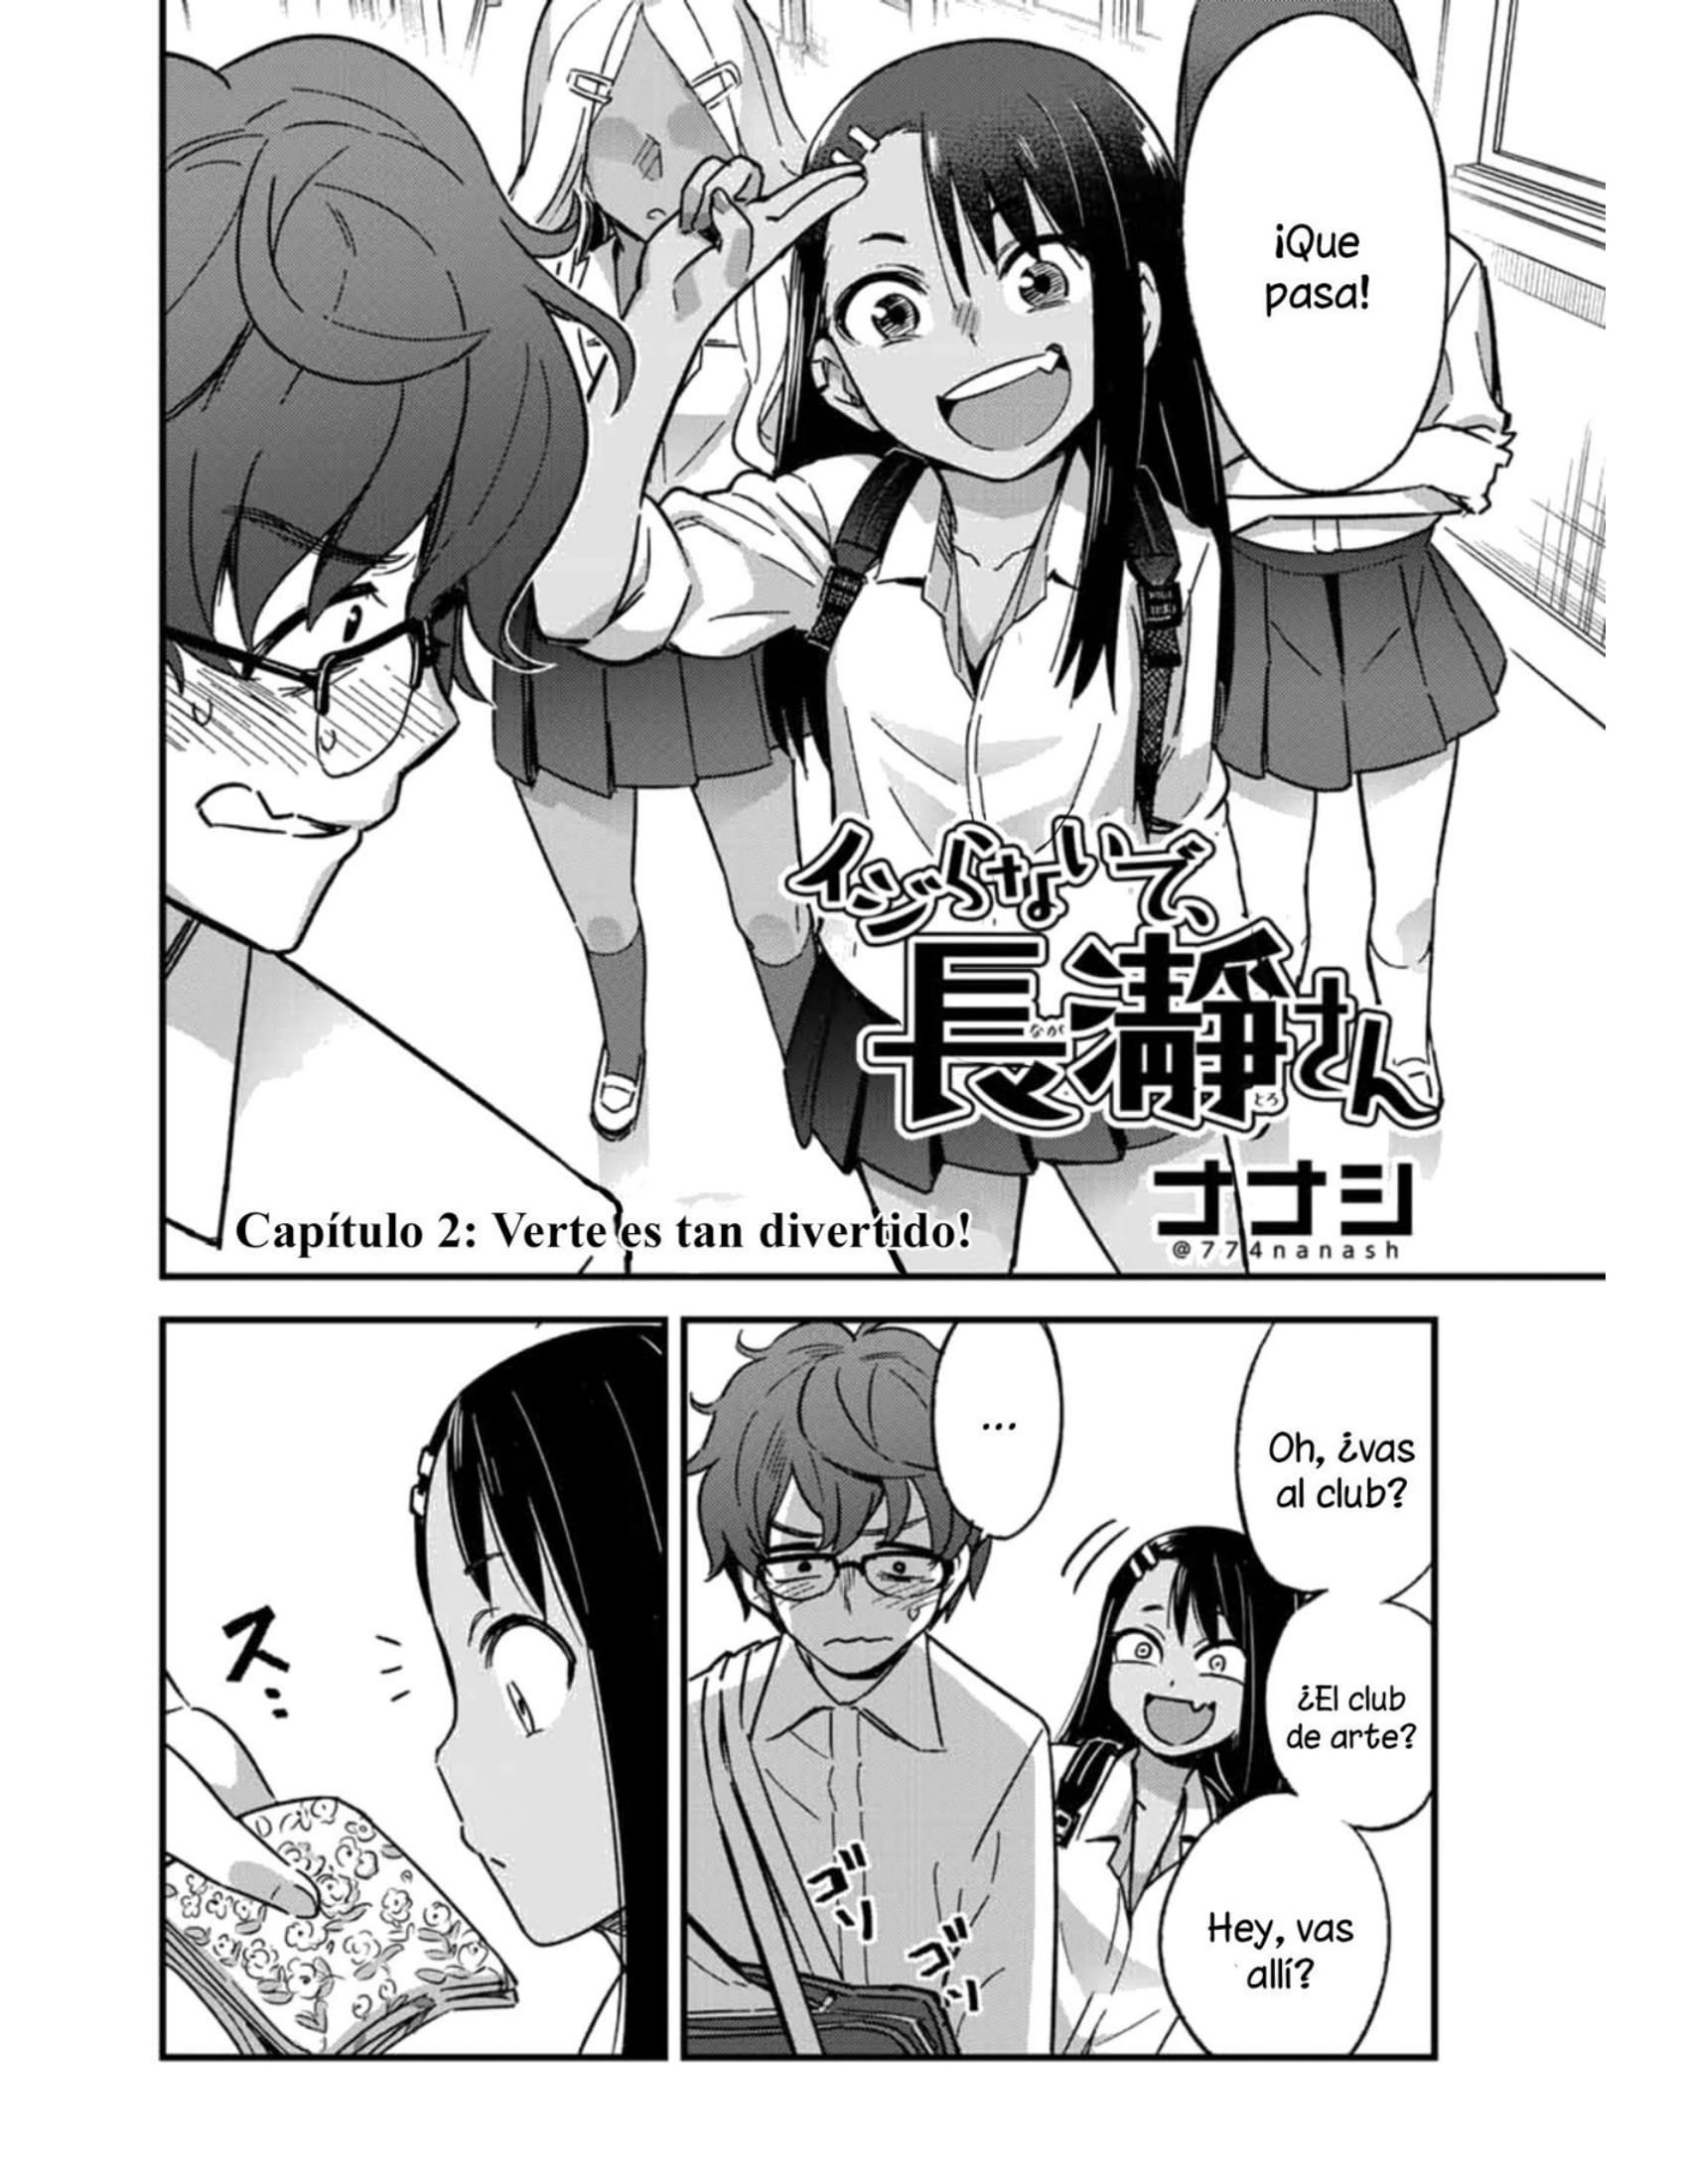 ¡Que
pasa!
イジらないで、
長瀞さん
なが
とろ
ナナシ
@774nanash
Capítulo 2: Verte es tan divertido!
Oh, ¿vas
al club?
¿El club
de arte?
Hey, vas
allí?
...
ゴソ
ゴソ
ス...